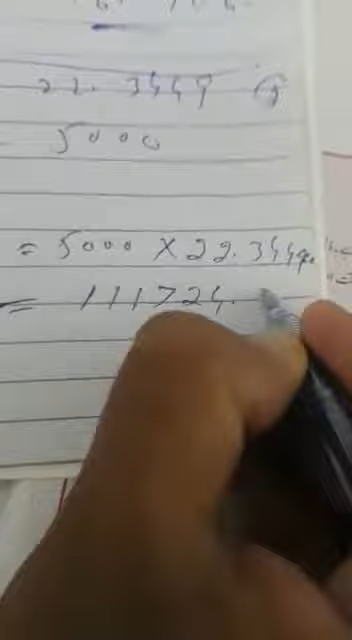 22.3449
5000
= 5000 × 22.3449
= 111724.